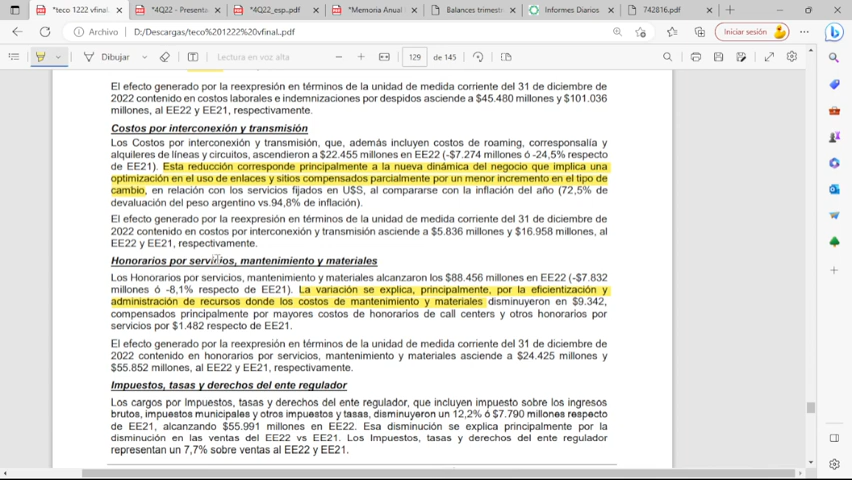 *teco 1222 vfinal.
*4Q22 - Presenta
*4Q22_esp..pdf
*Memoria Anual
Balances trimestr
Informes Diarios
742816.pdf
Archivo
D:/Descargas/teco%201222%20vfinal..pdf
Iniciar sesión
Dibujar
Lectura en voz alta
129 de 145
El efecto generado por la reexpresión en términos de la unidad de medida corriente del 31 de diciembre de
2022 contenido en costos laborales e indemnizaciones por despidos asciende a $45.480 millones y $101.036
millones, al EE22 y EE21, respectivamente.
Costos por interconexión y transmisión
Los Costos por interconexión y transmisión, que, además incluyen costos de roaming, corresponsalía y
alquileres de líneas y circuitos, ascendieron a $22.455 millones en EE22 (-$7.274 millones ó -24,5% respecto
de EE21). Esta reducción corresponde principalmente a la nueva dinámica del negocio que implica una
optimización en el uso de enlaces y sitios compensados parcialmente por un menor incremento en el tipo de
cambio, en relación con los servicios fijados en U$S, al compararse con la inflación del año (72,5% de
devaluación del peso argentino vs.94,8% de inflación).
El efecto generado por la reexpresión en términos de la unidad de medida corriente del 31 de diciembre de
2022 contenido en costos por interconexión y transmisión asciende a $5.836 millones y $16.958 millones, al
EE22 y EE21, respectivamente.
Honorarios por servicios, mantenimiento y materiales
Los Honorarios por servicios, mantenimiento y materiales alcanzaron los $88.456 millones en EE22 (-$7.832
millones ó -8,1% respecto de EE21). La variación se explica, principalmente, por la eficientización y
administración de recursos donde los costos de mantenimiento y materiales disminuyeron en $9.342,
compensados principalmente por mayores costos de honorarios de call centers y otros honorarios por
servicios por $1.482 respecto de EE21.
El efecto generado por la reexpresión en términos de la unidad de medida corriente del 31 de diciembre de
2022 contenido en honorarios por servicios, mantenimiento y materiales asciende a $24.425 millones y
$55.852 millones, al EE22 y EE21, respectivamente.
Impuestos, tasas y derechos del ente regulador
Los cargos por Impuestos, tasas y derechos del ente regulador, que incluyen impuesto sobre los ingresos
brutos, impuestos municipales y otros impuestos y tasas, disminuyeron un 12,2% ó $7.790 millones respecto
de EE21, alcanzando $55.991 millones en EE22. Esa disminución se explica principalmente por la
disminución en las ventas del EE22 vs EE21. Los Impuestos, tasas y derechos del ente regulador
representan un 7,7% sobre ventas al EE22 y EE21.